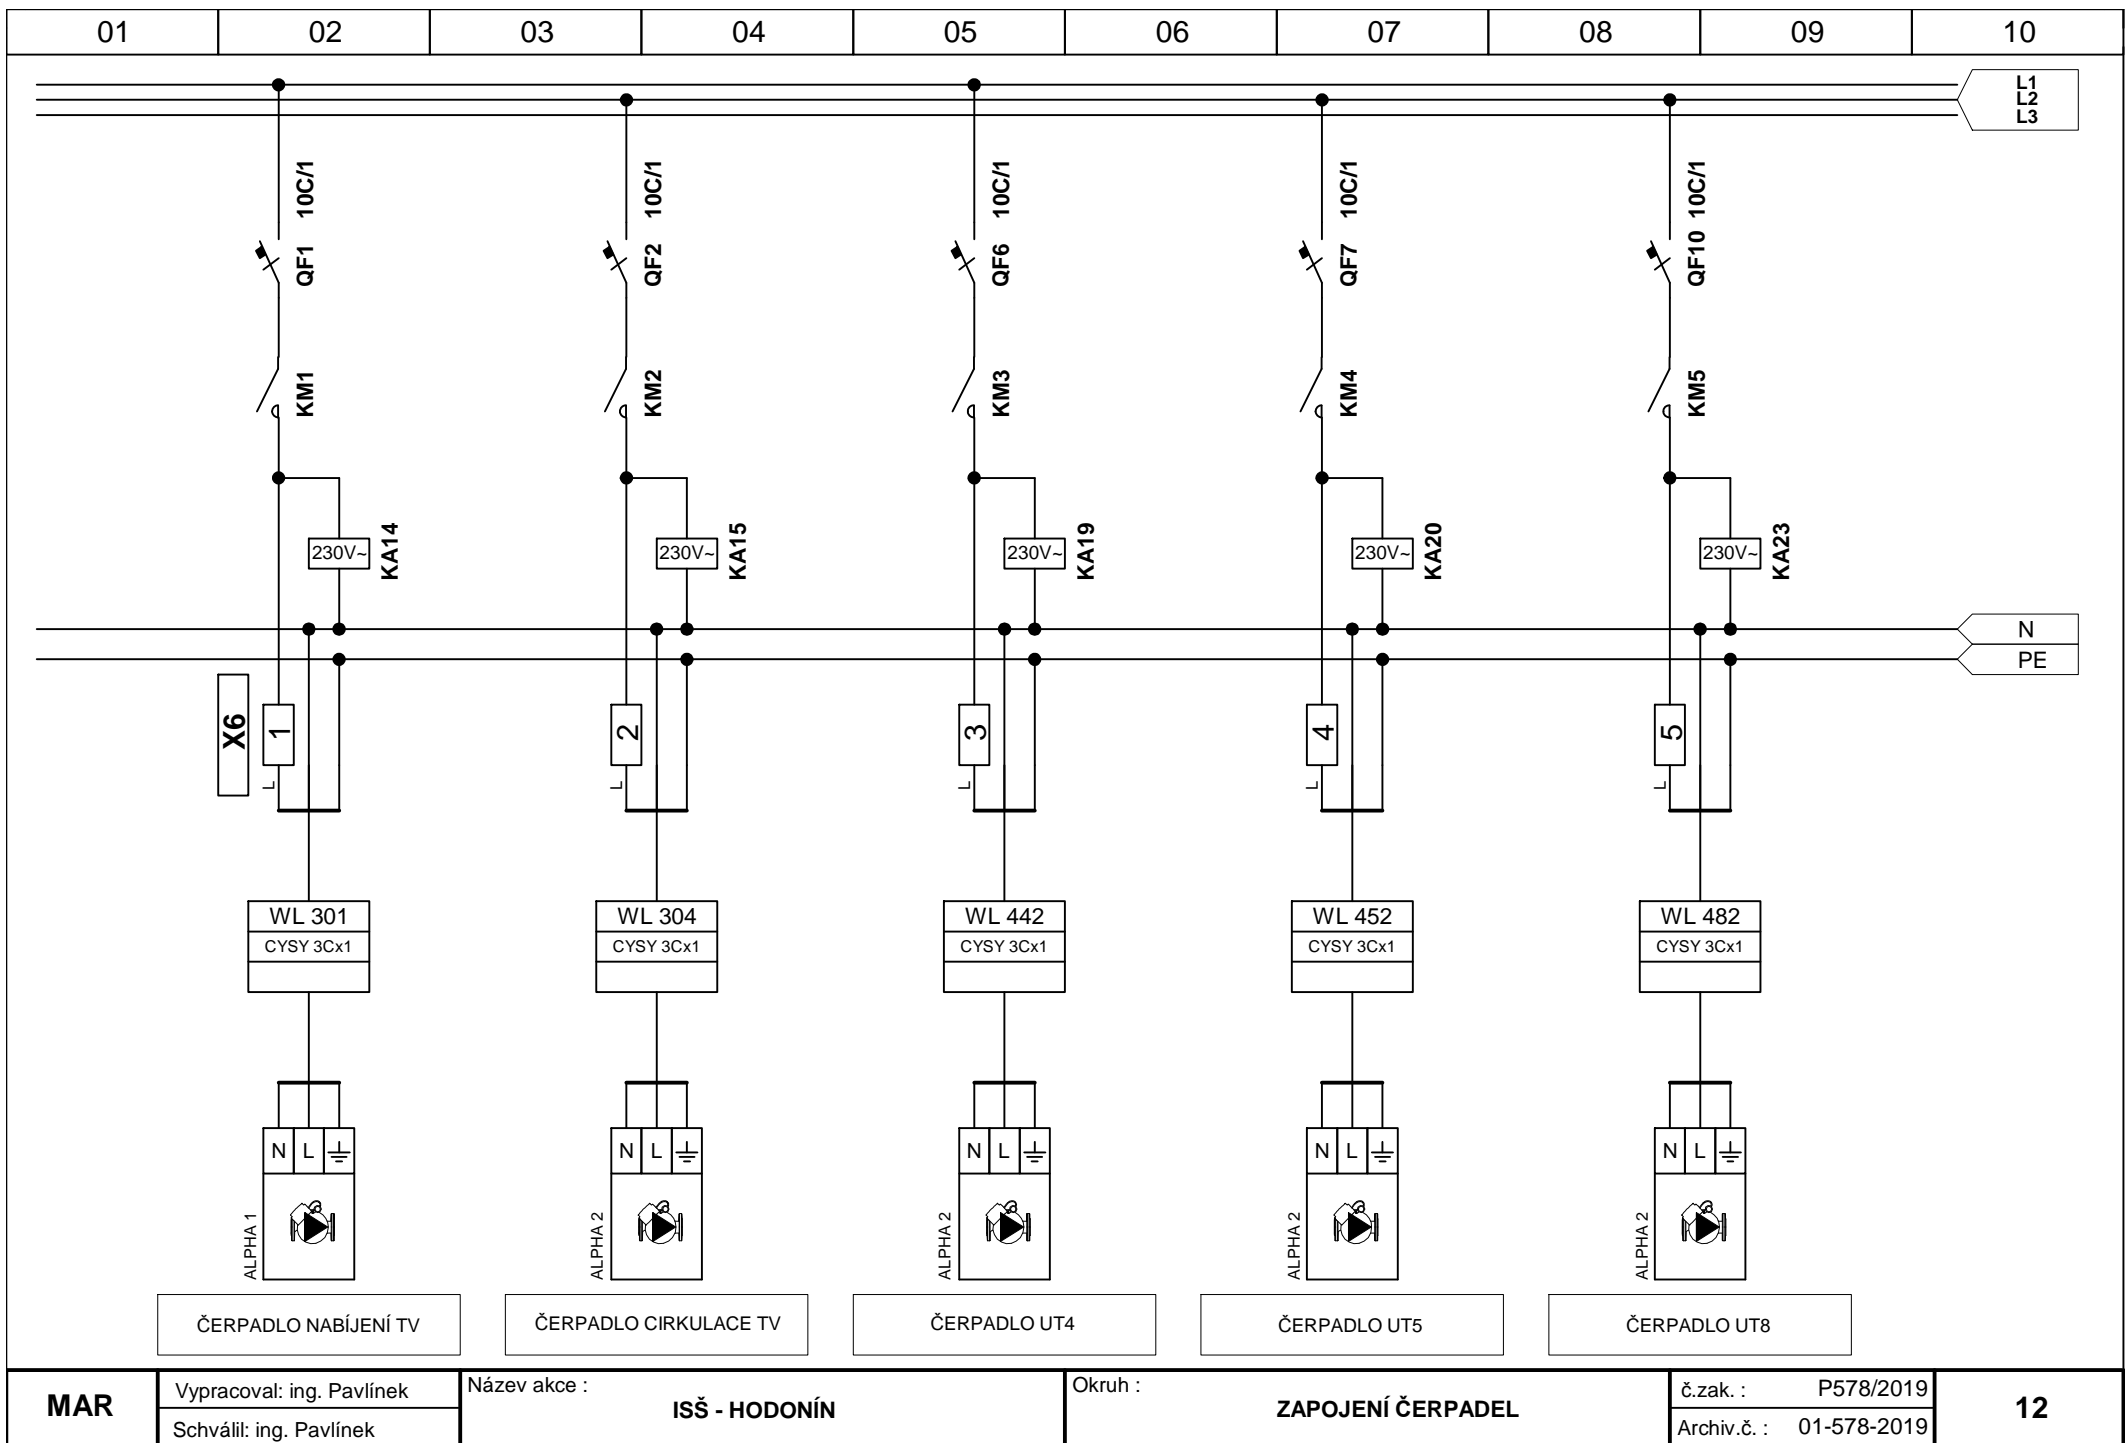 01 02 03 04 05 06 07 08 09 10
L1
L2
L3
10C/1 10C/1 10C/1 10C/1 10C/1
QF1 QF2 QF6 QF7 QF10
KM1 KM2 KM3 KM4 KM5
230V~ KA14 230V~ KA15 230V~ KA19 230V~ KA20 230V~ KA23
N
PE
X6 1 2 3 4 5
L L L L L
WL 301 WL 304 WL 442 WL 452 WL 482
CYSY 3Cx1 CYSY 3Cx1 CYSY 3Cx1 CYSY 3Cx1 CYSY 3Cx1
N L N L N L N L N L
ALPHA 1 ALPHA 2 ALPHA 2 ALPHA 2 ALPHA 2
ČERPADLO NABÍJENÍ TV ČERPADLO CIRKULACE TV ČERPADLO UT4 ČERPADLO UT5 ČERPADLO UT8
MAR
Vypracoval: ing. Pavlínek
Schválil: ing. Pavlínek
Název akce :
ISŠ - HODONÍN
Okruh :
ZAPOJENÍ ČERPADEL
č.zak. : P578/2019
Archiv.č. : 01-578-2019
12